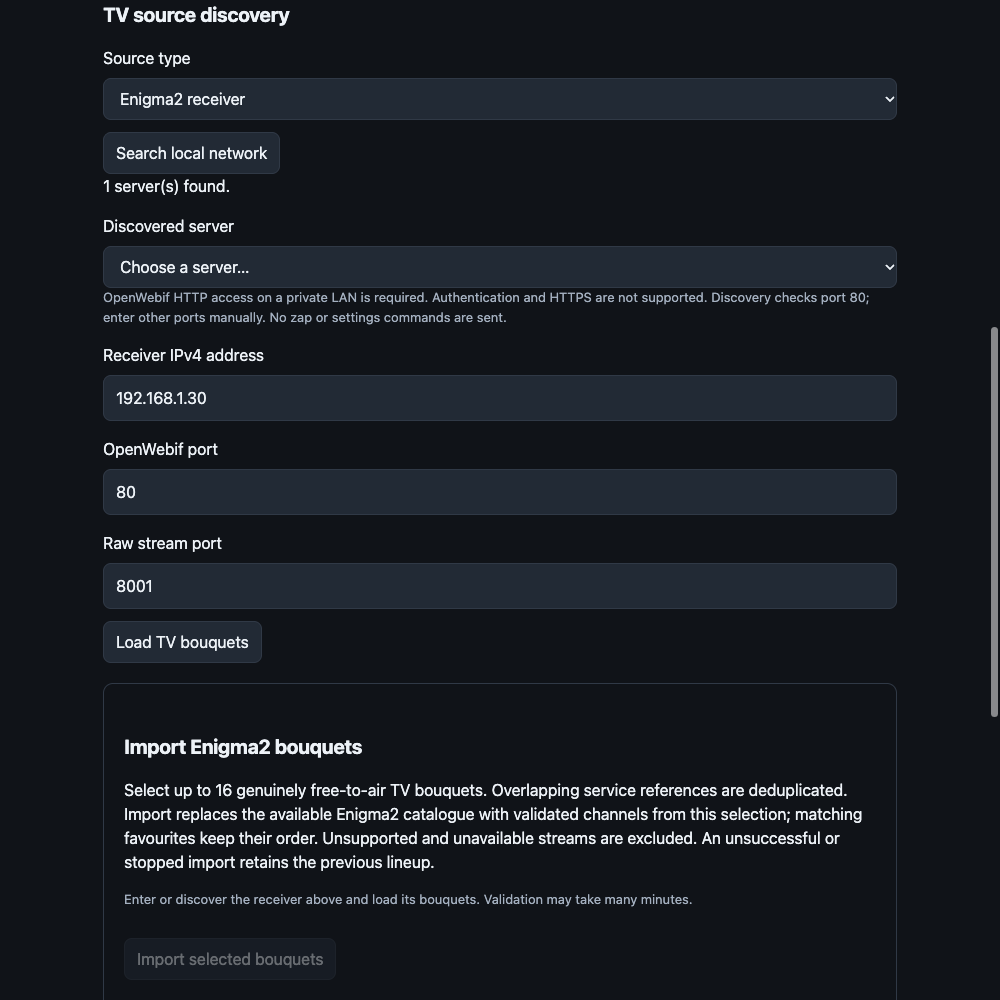 TV source discovery
Source type
Enigma2 receiver
Search local network
1 server(s) found.
Discovered server
Choose a server...
OpenWebif HTTP access on a private LAN is required. Authentication and HTTPS are not supported. Discovery checks port 80;
enter other ports manually. No zap or settings commands are sent.
Receiver IPv4 address
192.168.1.30
OpenWebif port
80
Raw stream port
8001
Load TV bouquets
Import Enigma2 bouquets
Select up to 16 genuinely free-to-air TV bouquets. Overlapping service references are deduplicated.
Import replaces the available Enigma2 catalogue with validated channels from this selection; matching
favourites keep their order. Unsupported and unavailable streams are excluded. An unsuccessful or
stopped import retains the previous lineup.
Enter or discover the receiver above and load its bouquets. Validation may take many minutes.
Import selected bouquets